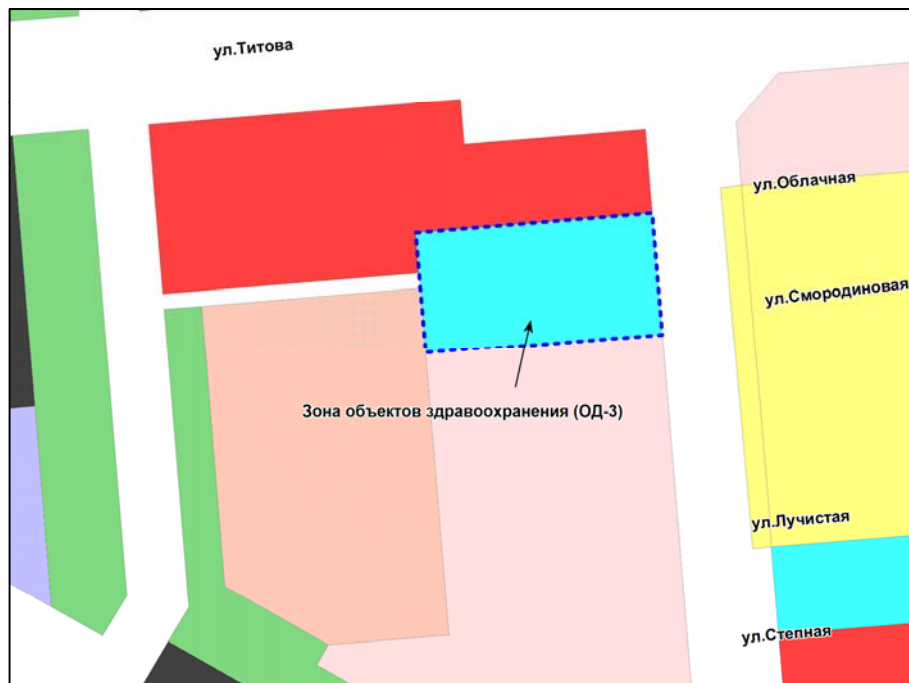 ул.Титова
ул.Облачная
ул.Смородиновая
Зона объектов здравоохранения (ОД-3)
ул.Лучистая
ул.Степная